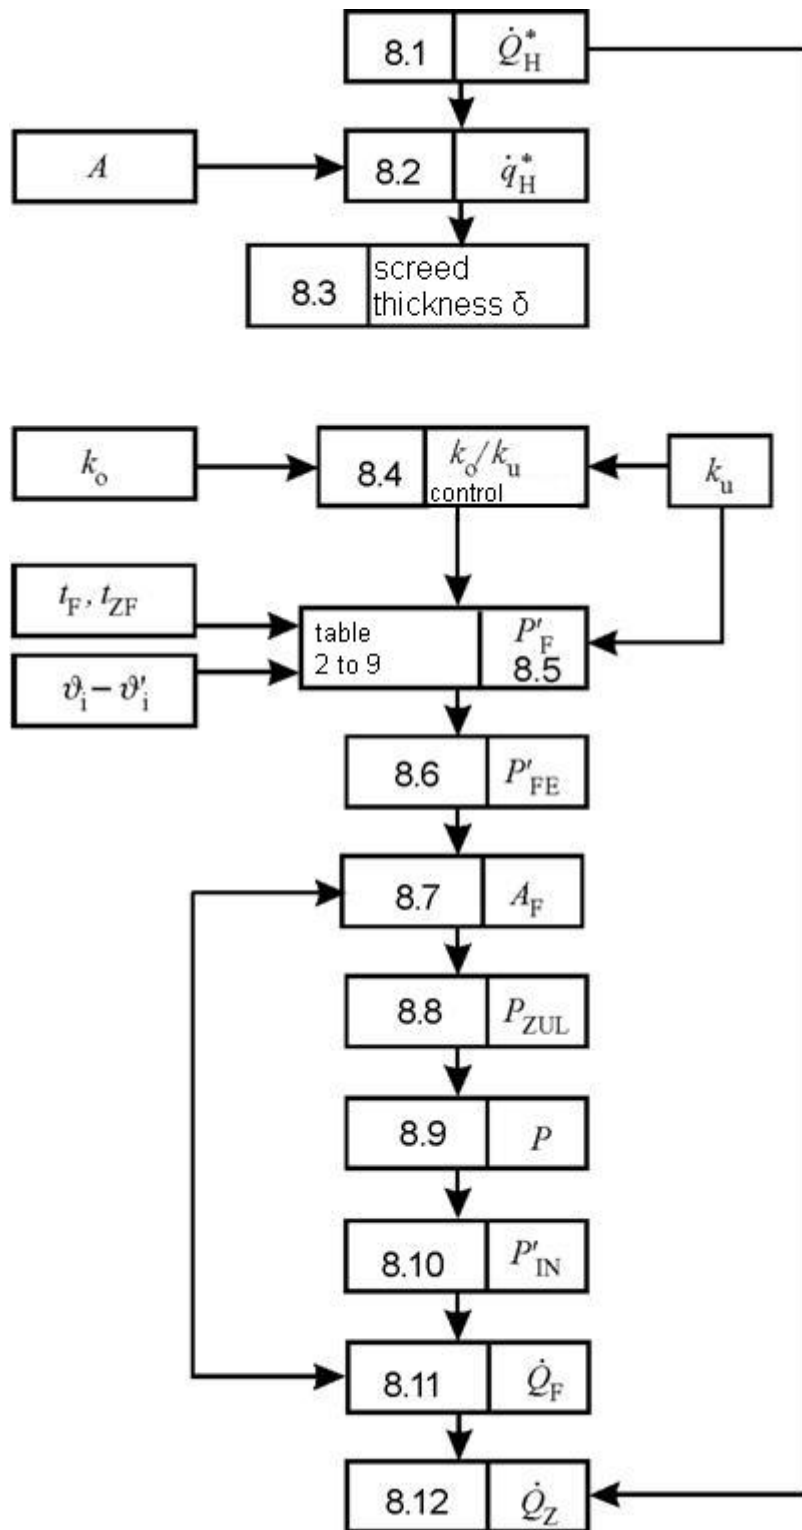 8.1 Q̇*H
A 8.2 q̇*H
8.3 screed
thickness δ
ko 8.4 ko/ku
control
ku
tF, tZF
table
2 to 9
P′F
8.5
ϑi – ϑ′i
8.6 P′FE
8.7 AF
8.8 PZUL
8.9 P
8.10 P′IN
8.11 Q̇F
8.12 Q̇Z